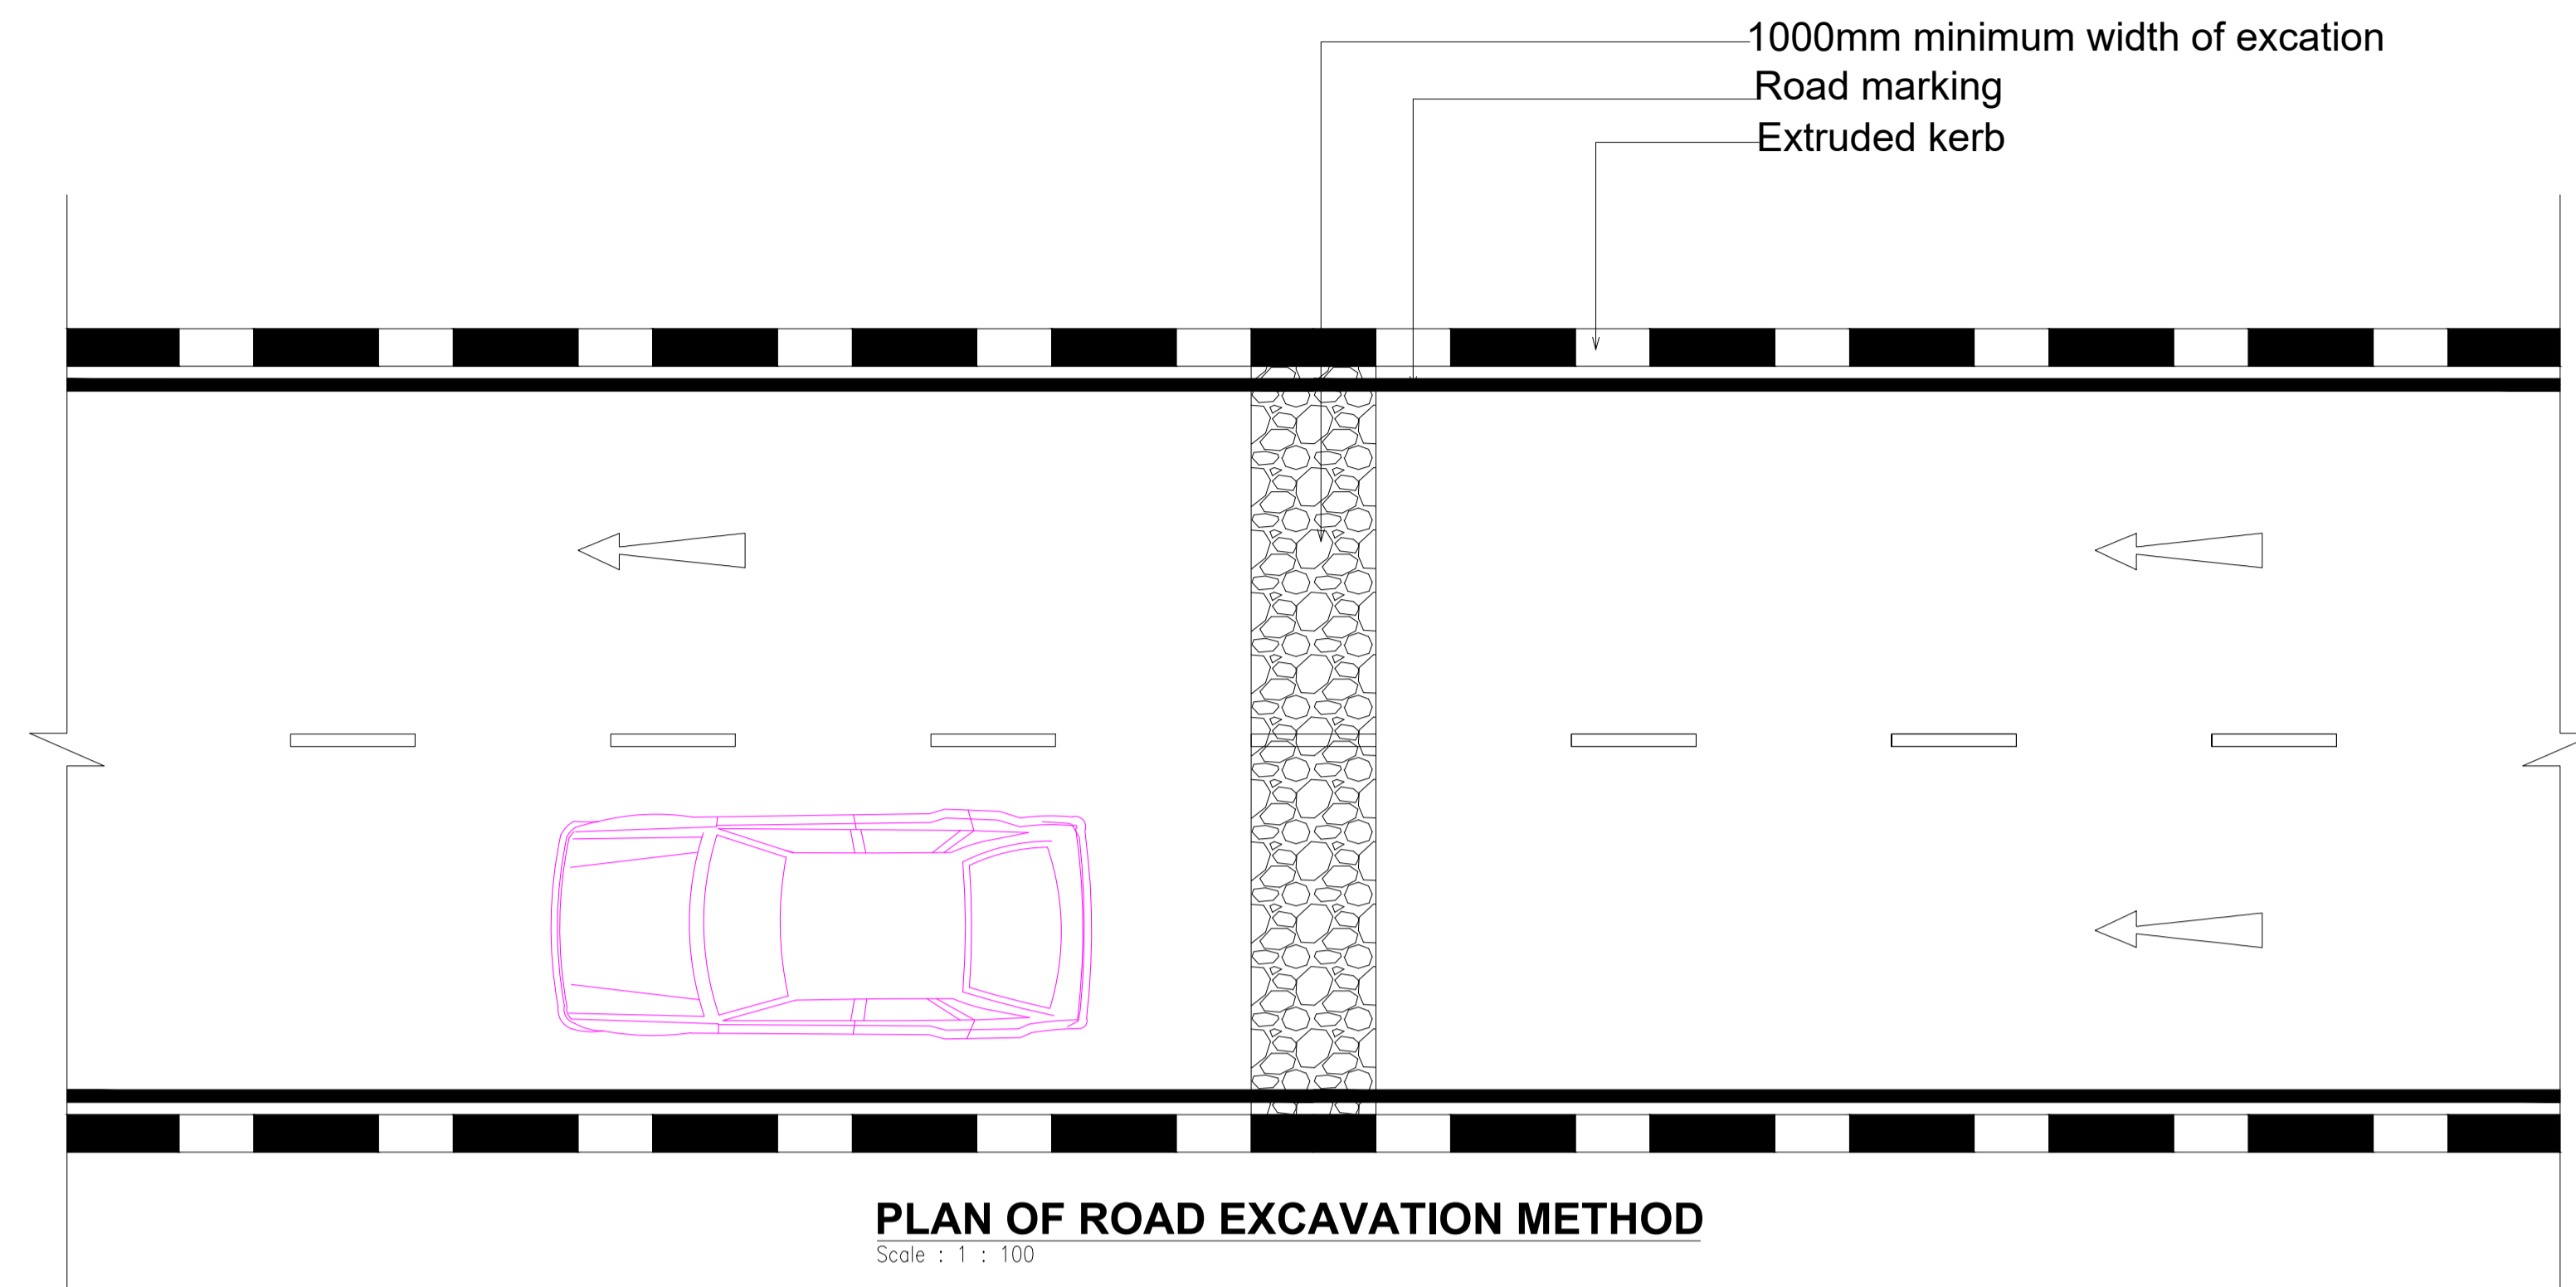 1000mm minimum width of excation
Road marking
Extruded kerb
PLAN OF ROAD EXCAVATION METHOD
Scale : 1 : 100